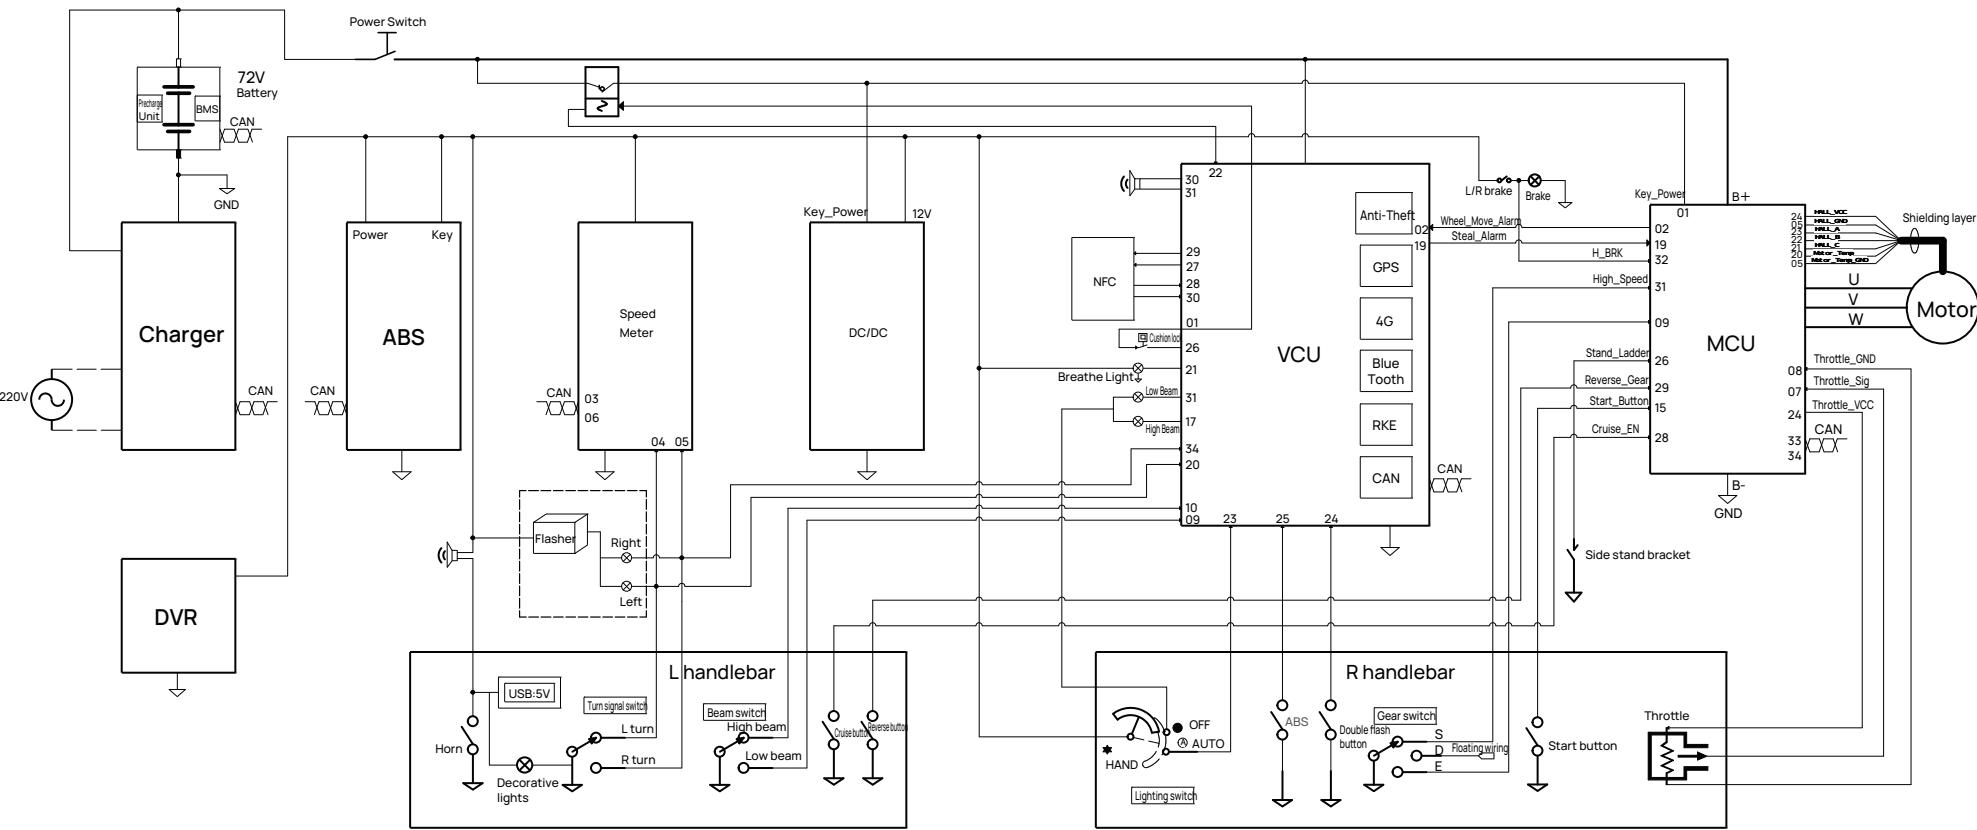 Power Switch
72V
Battery
Precharge
Unit
BMS
CAN
GND
Charger
220V
CAN
DVR
Power
Key
ABS
CAN
Speed
Meter
CAN
03
06
04
05
Key_Power
12V
DC/DC
Flasher
Right
Left
22
30
31
NFC
29
27
28
30
01
Cushion lock
26
Breathe Light
21
Low Beam
31
High Beam
17
34
20
10
09
23
25
24
VCU
Anti-Theft
GPS
4G
Blue
Tooth
RKE
CAN
02
19
CAN
L/R brake
Brake
Wheel_Move_Alarm
Steal_Alarm
H_BRK
High_Speed
Stand_Ladder
Reverse_Gear
Start_Button
Cruise_EN
Key_Power
B+
01
02
19
32
31
09
26
29
15
28
MCU
24
05
23
22
21
20
05
HALL_VCC
HALL_GND
HALL_A
HALL_B
HALL_C
Motor_Temp
Motor_Temp_GND
Shielding layer
U
V
W
Motor
08
07
24
33
34
Throttle_GND
Throttle_Sig
Throttle_VCC
CAN
B-
GND
Side stand bracket
L handlebar
USB:5V
Horn
Decorative
lights
Turn signal switch
L turn
R turn
Beam switch
High beam
Low beam
Cruise button
Reverse button
R handlebar
OFF
A AUTO
HAND
Lighting switch
ABS
Double flash
button
Gear switch
S
D
E
Floating wiring
Start button
Throttle